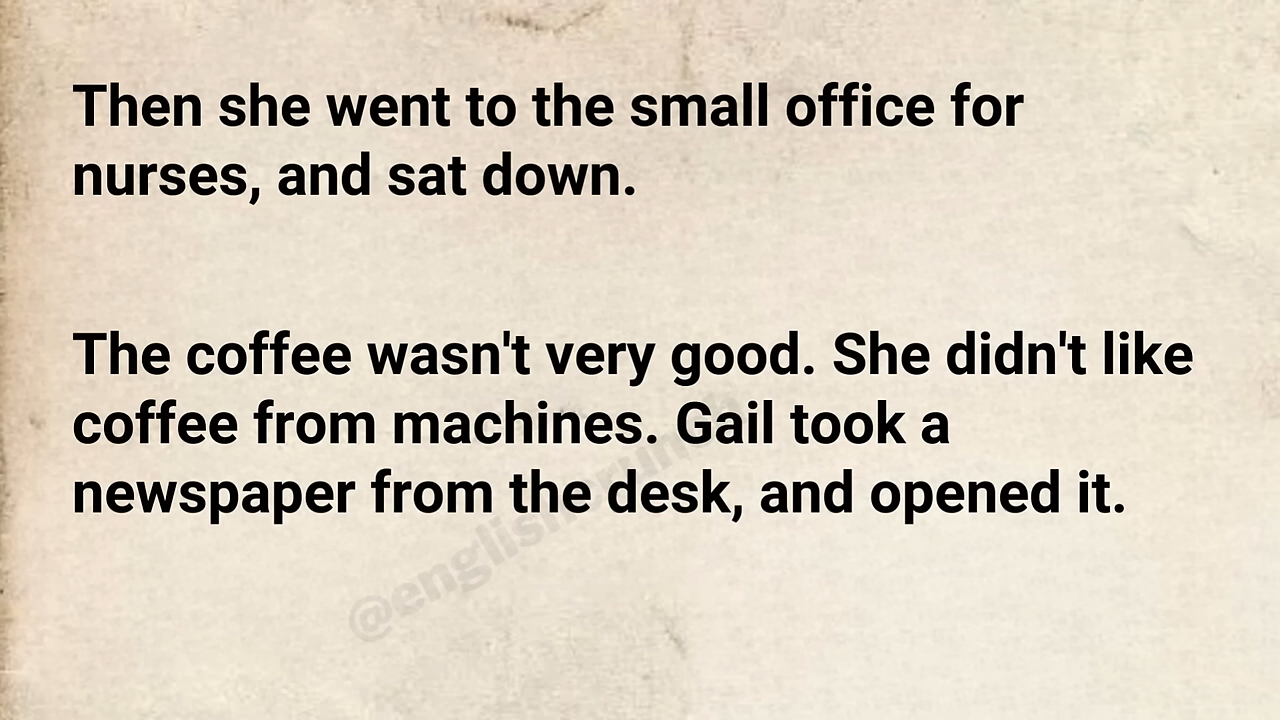 Then she went to the small office for
nurses, and sat down.
The coffee wasn't very good. She didn't like
coffee from machines. Gail took a
newspaper from the desk, and opened it.